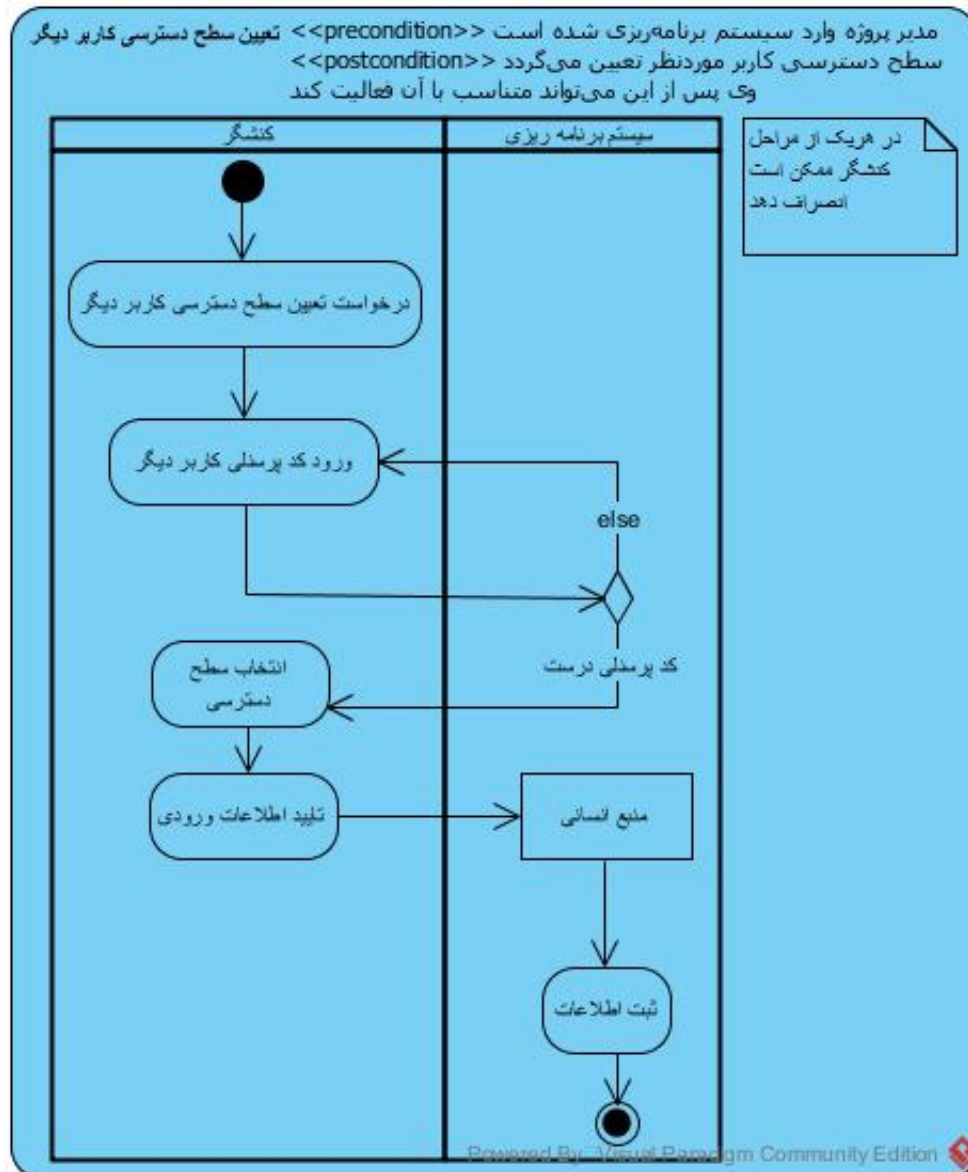 تعیین سطح دسترسی کاربر دیگر <<precondition>> مدیر پروژه وارد سیستم برنامه‌ریزی شده است
<<postcondition>> سطح دسترسی کاربر موردنظر تعیین می‌گردد
وی پس از این می‌تواند متناسب با آن فعالیت کند
کنشگر
سیستم برنامه ریزی
در هریک از مراحل
کنشگر ممکن است
انصراف دهد
درخواست تعیین سطح دسترسی کاربر دیگر
ورود کد پرسنلی کاربر دیگر
else
کد پرسنلی درست
انتخاب سطح
دسترسی
تایید اطلاعات ورودی
منبع انسانی
ثبت اطلاعات
Powered By Visual Paradigm Community Edition